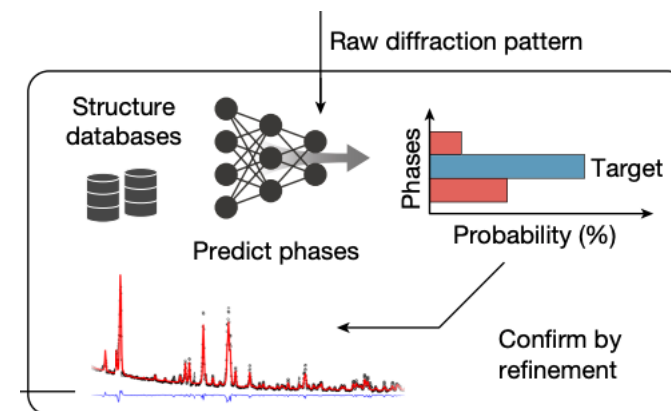 Raw diffraction pattern
Structure
databases
Phases
Target
Probability (%)
Predict phases
Confirm by
refinement